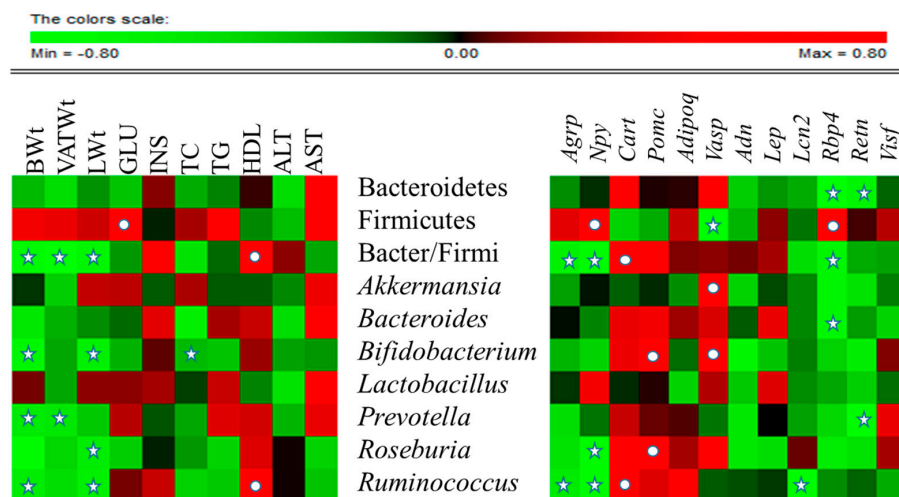 The colors scale:
Min = -0.80 0.00 Max = 0.80
BWt VATWt LWt GLU INS TC TG HDL ALT AST
Agrp Npy Cart Pomc Adipoq Vasp Adn Lep Lcn2 Rbp4 Retn Visf
Bacteroidetes
Firmicutes
Bacter/Firmi
Akkermansia
Bacteroides
Bifidobacterium
Lactobacillus
Prevotella
Roseburia
Ruminococcus